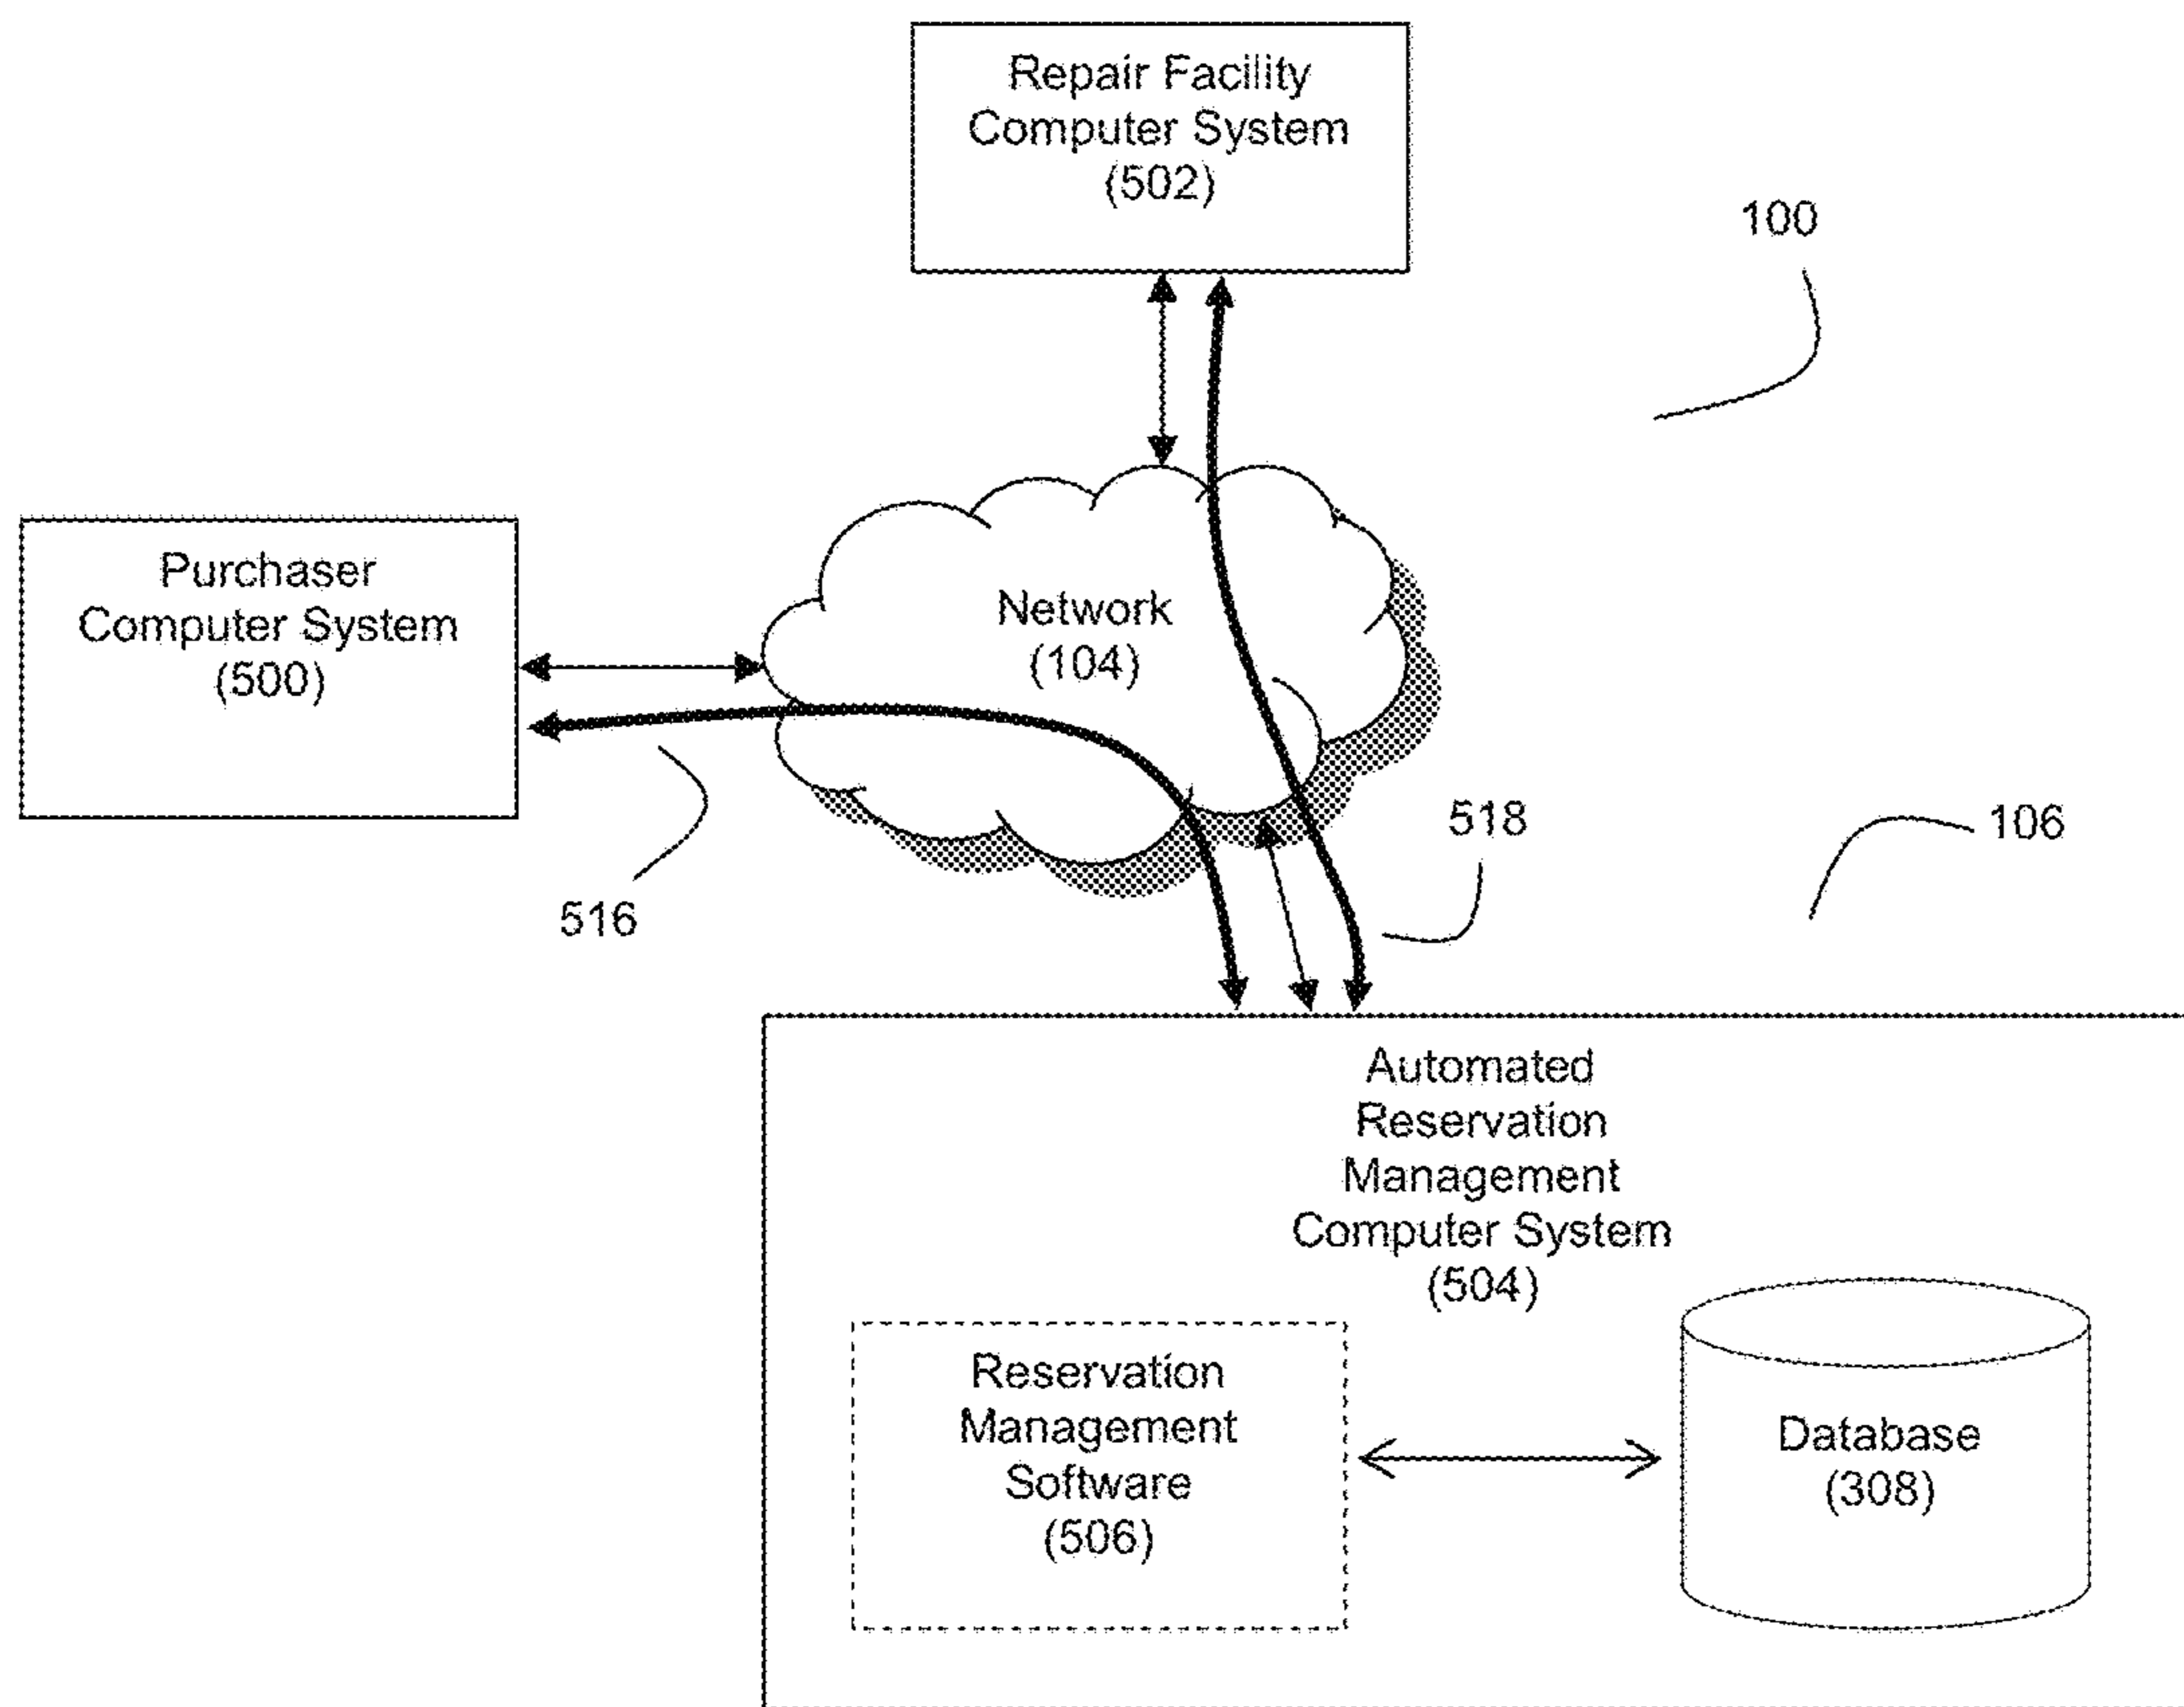 Repair Facility
Computer System
(502)
100
Purchaser
Computer System
(500)
Network
(104)
516
518
106
Automated
Reservation
Management
Computer System
(504)
Reservation
Management
Software
(506)
Database
(308)